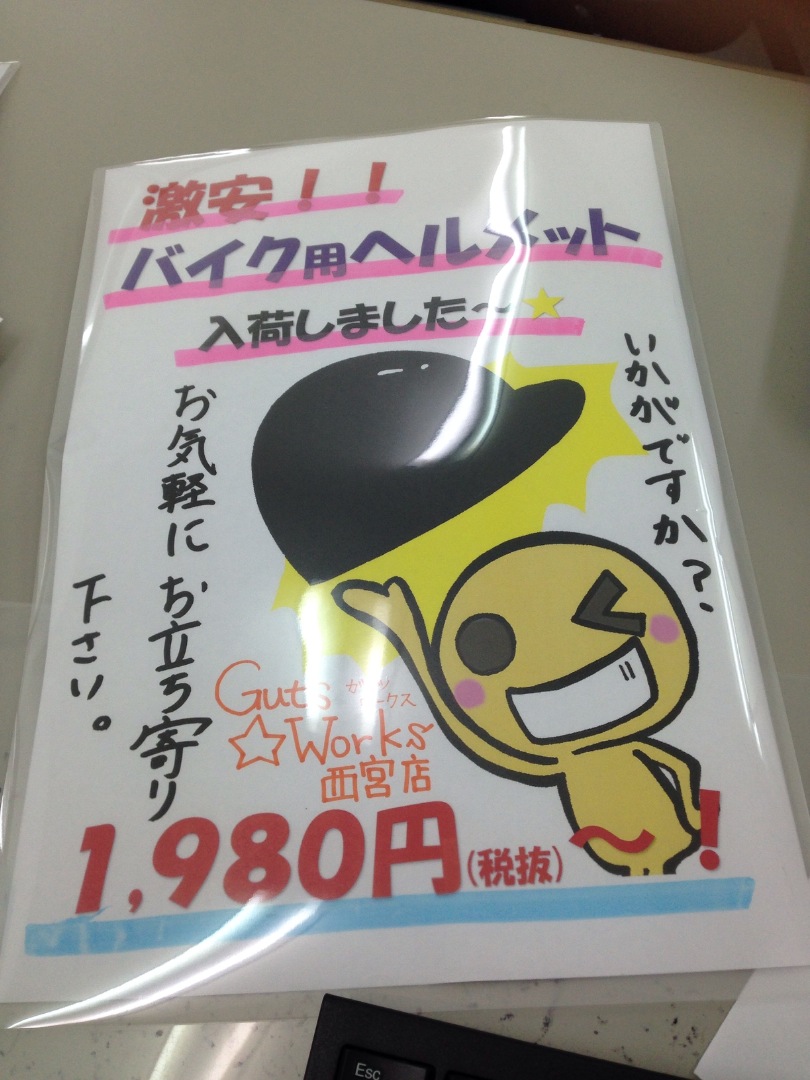 激安！！
バイク用ヘルメット
入荷しました～★
いかがですか？
お気軽にお立ち寄り
下さい。
Guts ガッツ
☆Works ワークス
西宮店
1,980円(税抜)～！
Esc